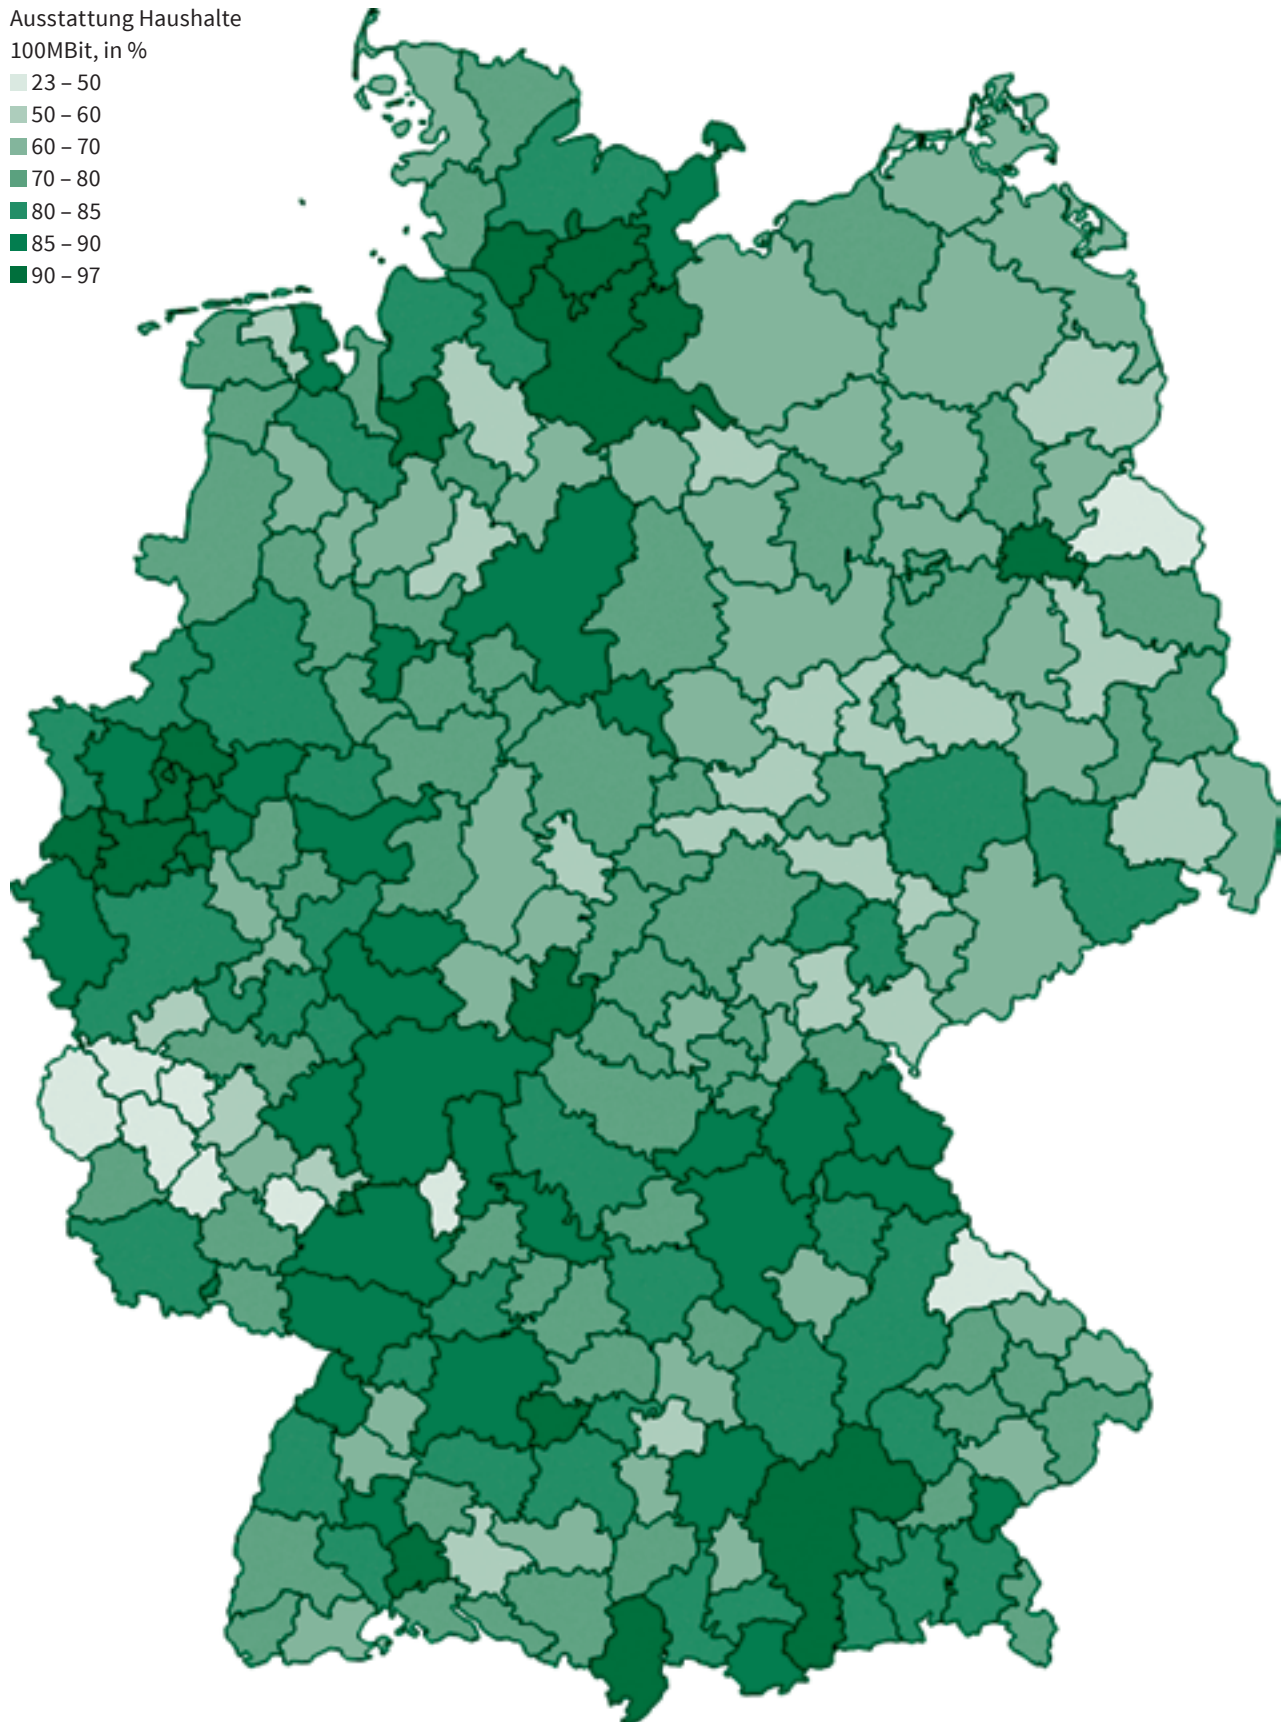 Ausstattung Haushalte
100MBit, in %
23 – 50
50 – 60
60 – 70
70 – 80
80 – 85
85 – 90
90 – 97